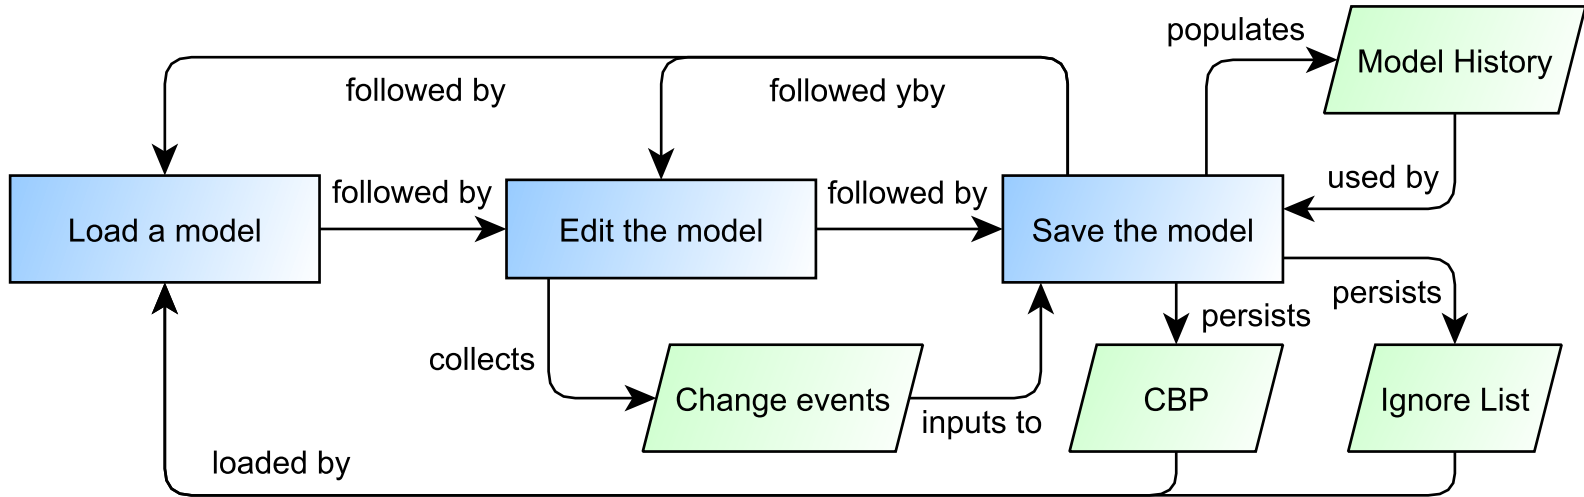 populates
Model History
followed by
followed yby
used by
Load a model
followed by
Edit the model
followed by
Save the model
persists
persists
collects
Change events
inputs to
CBP
Ignore List
loaded by